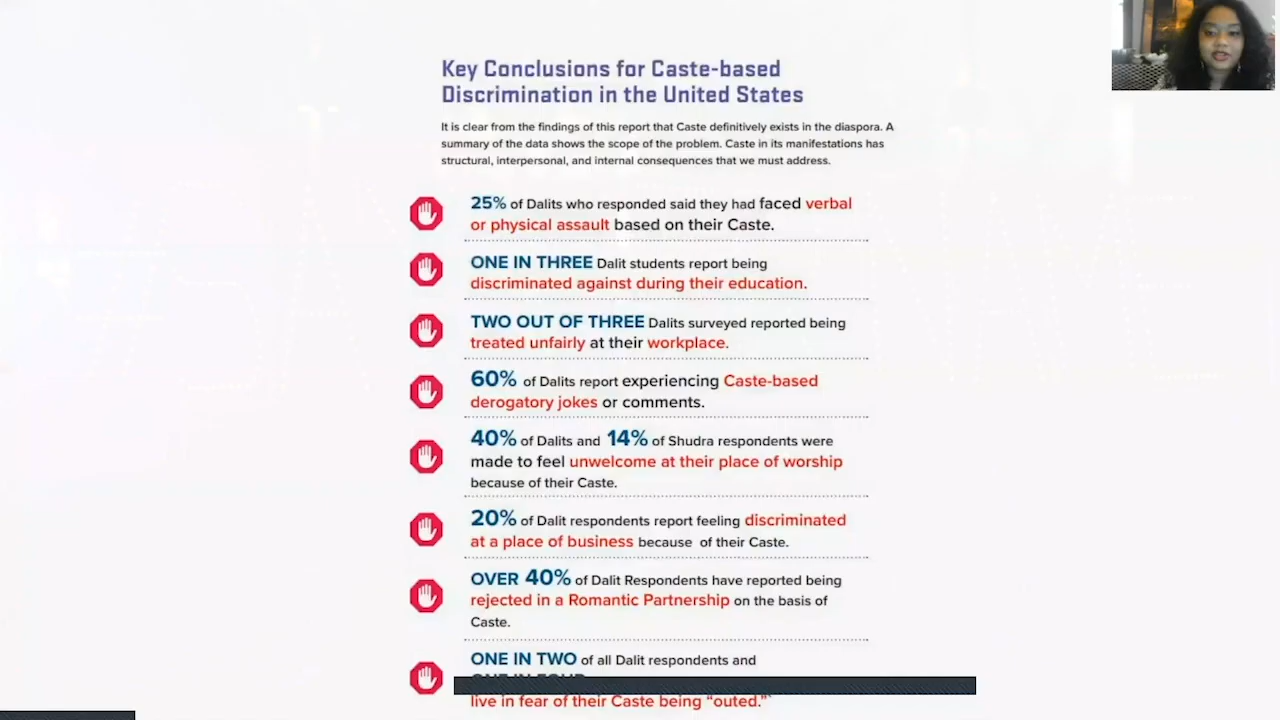 Key Conclusions for Caste-based
Discrimination in the United States
It is clear from the findings of this report that Caste definitively exists in the diaspora. A
summary of the data shows the scope of the problem. Caste in its manifestations has
structural, interpersonal, and internal consequences that we must address.
25% of Dalits who responded said they had faced verbal
or physical assault based on their Caste.
ONE IN THREE Dalit students report being
discriminated against during their education.
TWO OUT OF THREE Dalits surveyed reported being
treated unfairly at their workplace.
60% of Dalits report experiencing Caste-based
derogatory jokes or comments.
40% of Dalits and 14% of Shudra respondents were
made to feel unwelcome at their place of worship
because of their Caste.
20% of Dalit respondents report feeling discriminated
at a place of business because of their Caste.
OVER 40% of Dalit Respondents have reported being
rejected in a Romantic Partnership on the basis of
Caste.
ONE IN TWO of all Dalit respondents and
ONE IN FOUR
live in fear of their Caste being “outed.”`